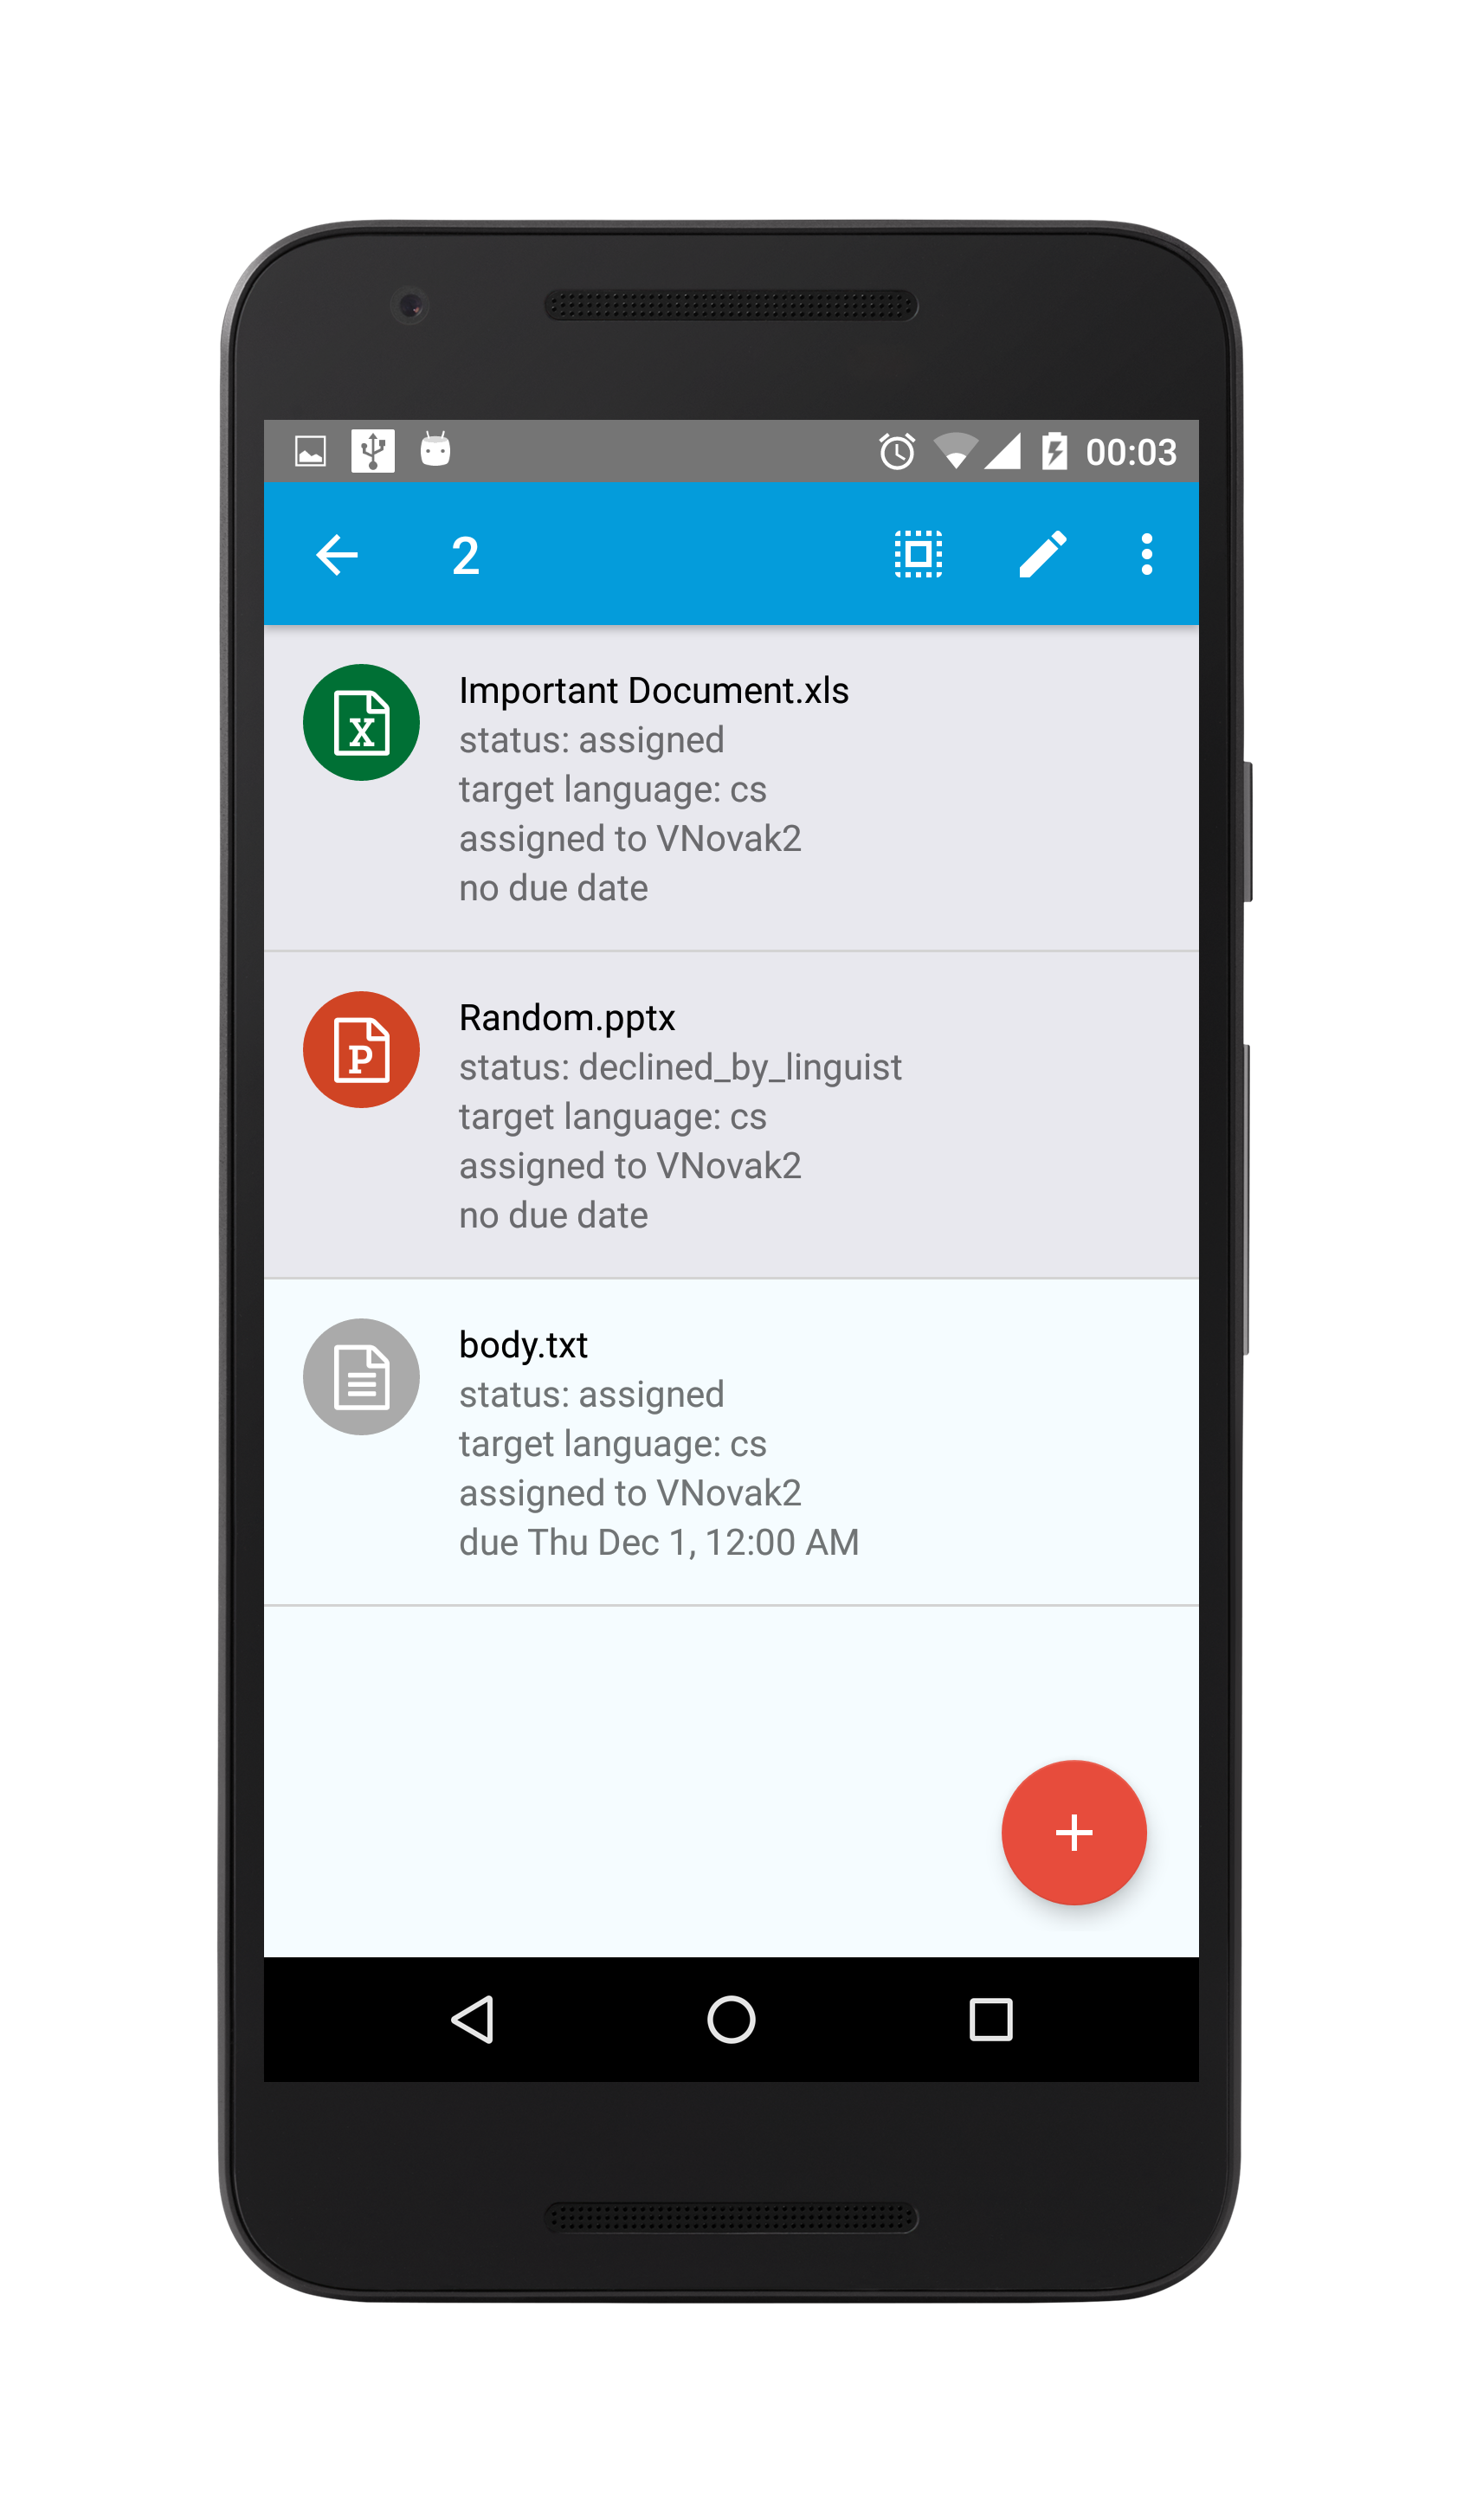 00:03
2
X
Important Document.xls
status: assigned
target language: cs
assigned to VNovak2
no due date
P
Random.pptx
status: declined_by_linguist
target language: cs
assigned to VNovak2
no due date
body.txt
status: assigned
target language: cs
assigned to VNovak2
due Thu Dec 1, 12:00 AM